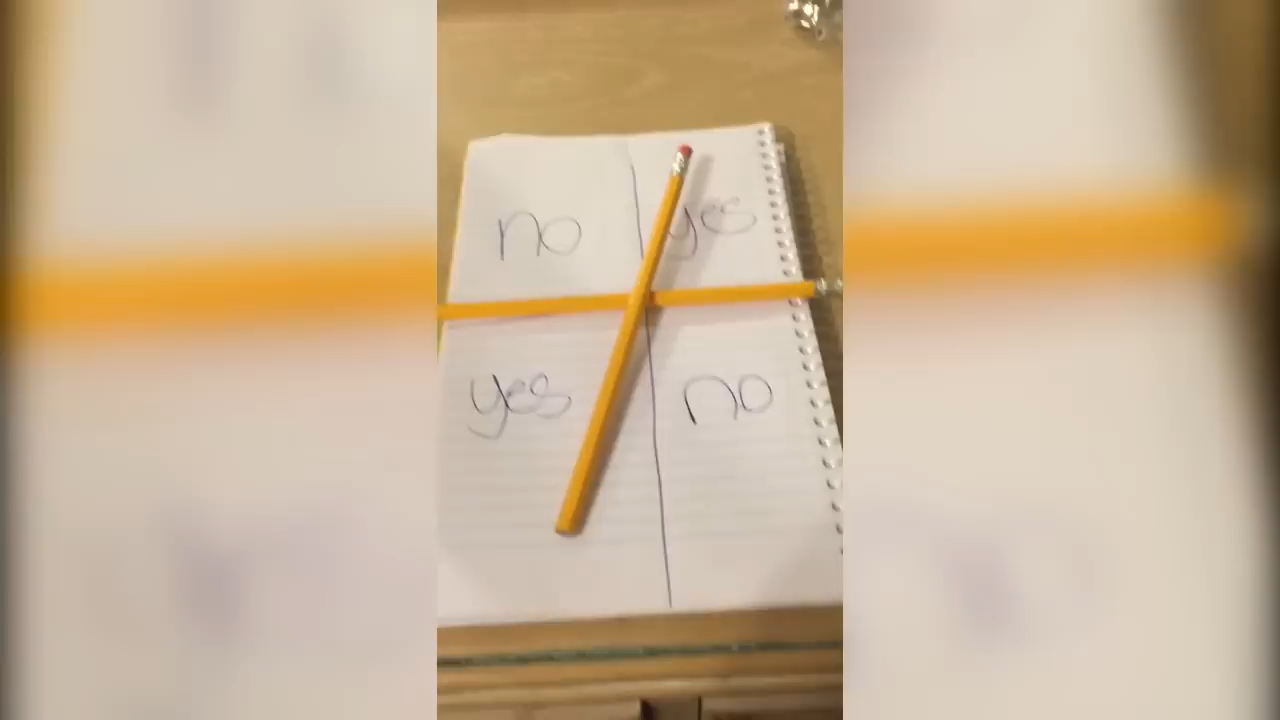 no yes
yes no